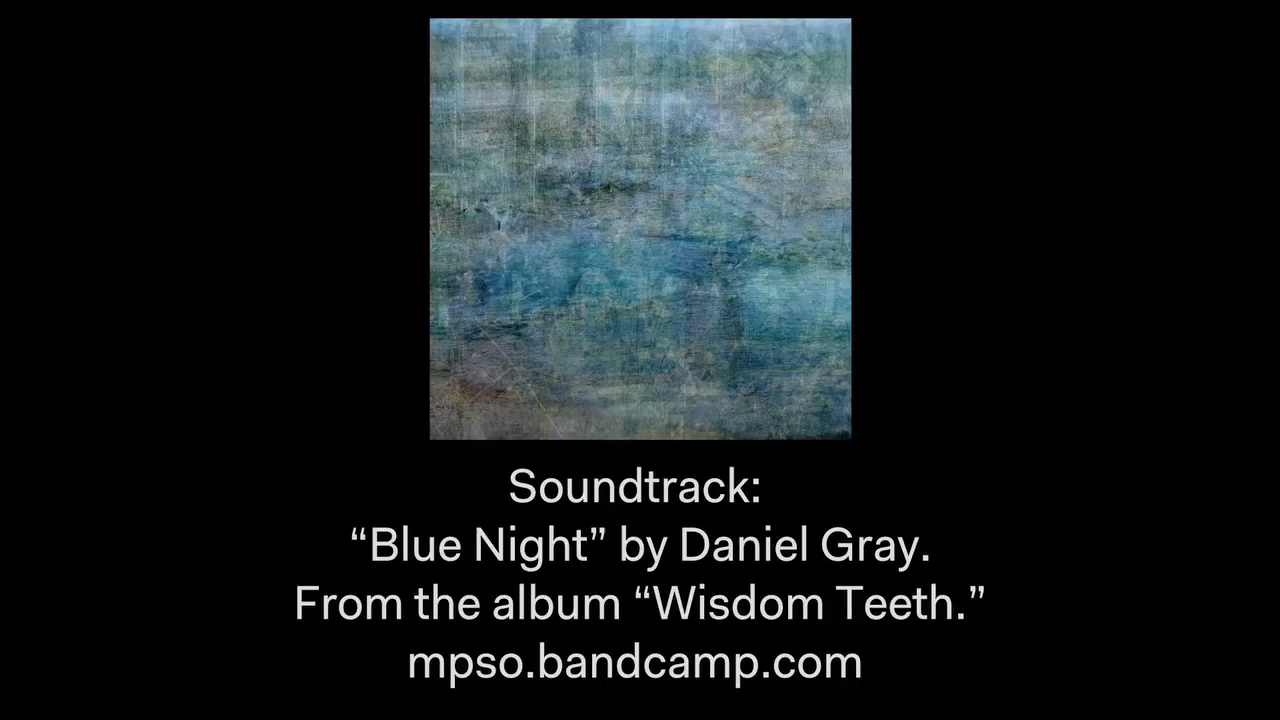 Soundtrack:
“Blue Night” by Daniel Gray.
From the album “Wisdom Teeth.”
mpso.bandcamp.com